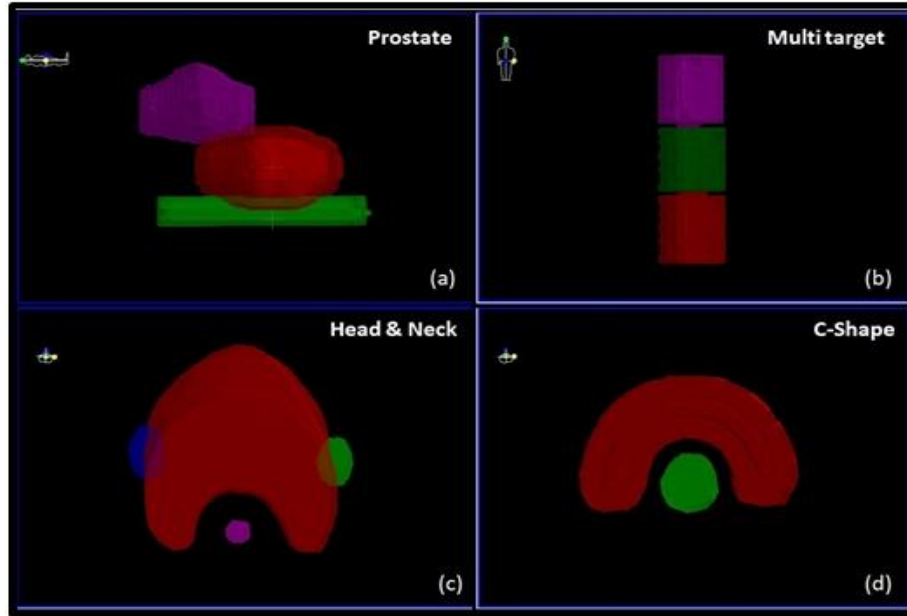 Prostate
(a)
Multi target
(b)
Head & Neck
(c)
C-Shape
(d)